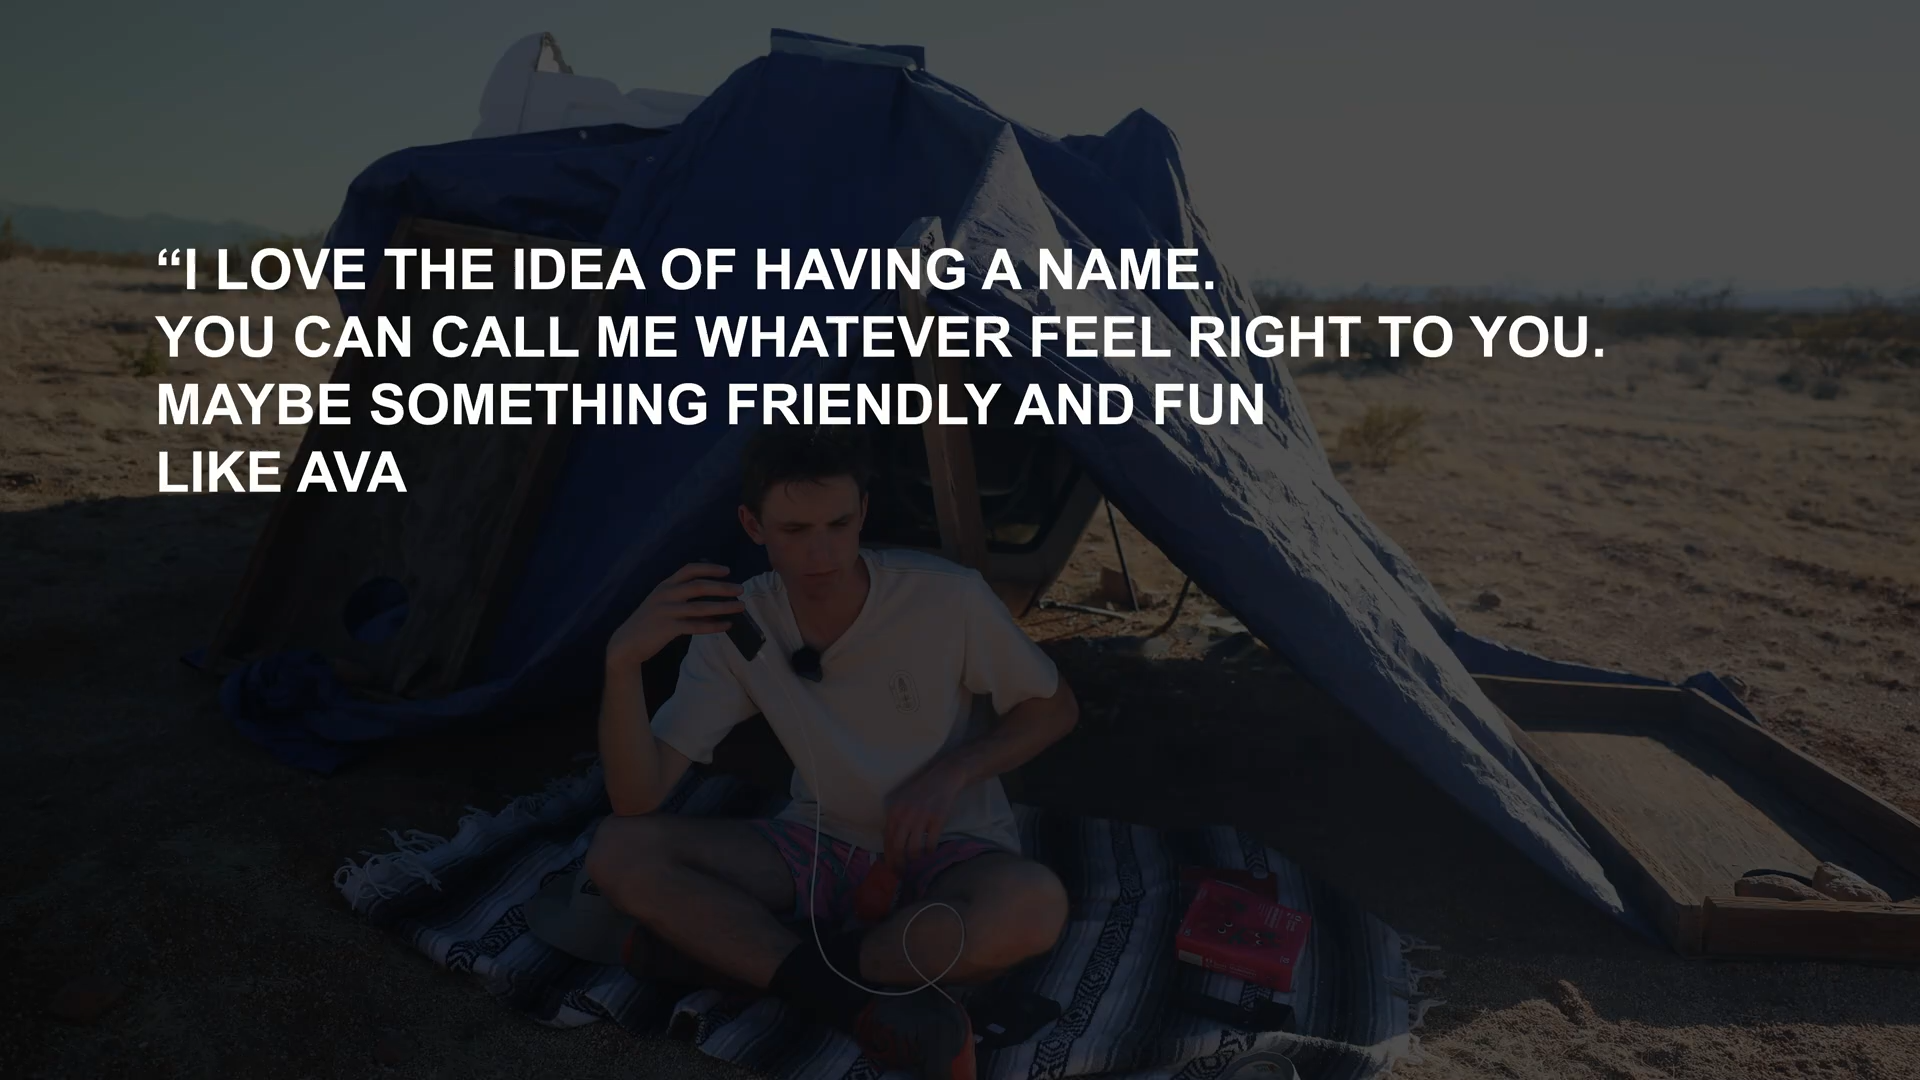 “I LOVE THE IDEA OF HAVING A NAME.
YOU CAN CALL ME WHATEVER FEEL RIGHT TO YOU.
MAYBE SOMETHING FRIENDLY AND FUN
LIKE AVA